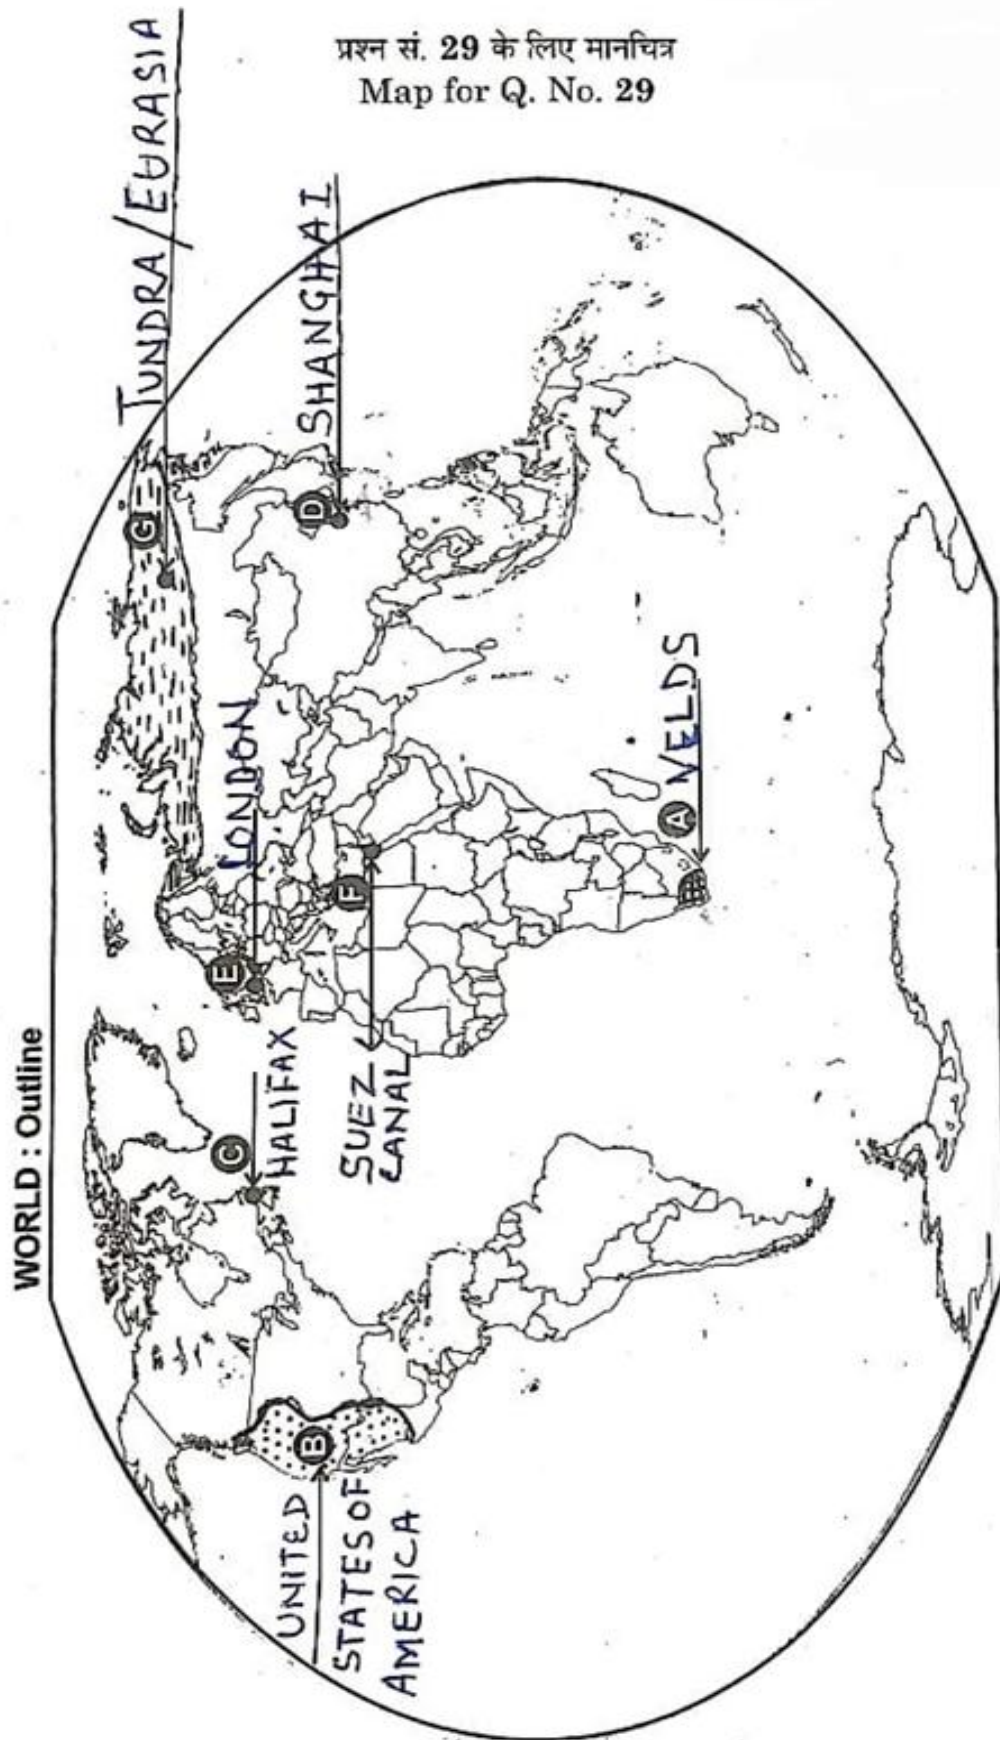 प्रश्न सं. 29 के लिए मानचित्र
Map for Q. No. 29
WORLD : Outline
TUNDRA/EURASIA
G
SHANGHAI
D
LONDON
E
F
SUEZ
CANAL
C
HALIFAX
A
VELDS
B
UNITED
STATES OF
AMERICA